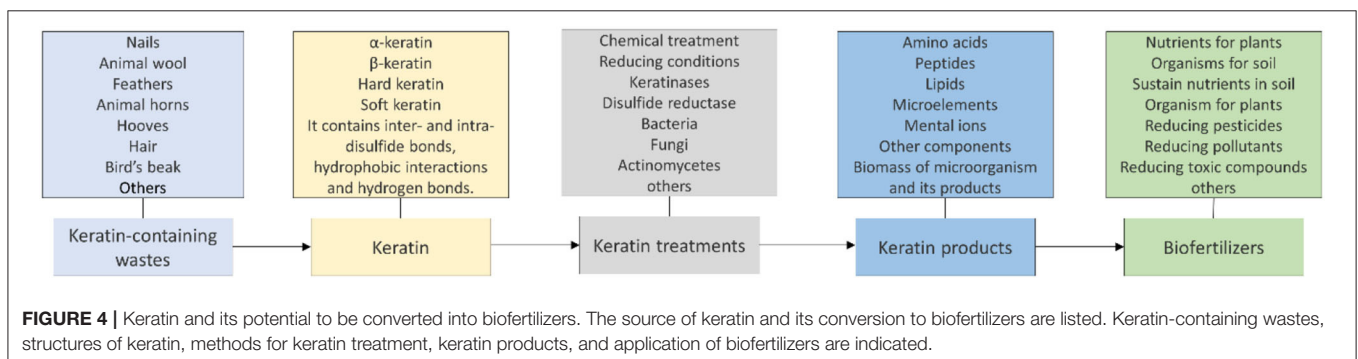 Nails
Animal wool
Feathers
Animal horns
Hooves
Hair
Bird's beak
Others
Keratin-containing
wastes
α-keratin
β-keratin
Hard keratin
Soft keratin
It contains inter- and intra-
disulfide bonds,
hydrophobic interactions
and hydrogen bonds.
Keratin
Chemical treatment
Reducing conditions
Keratinases
Disulfide reductase
Bacteria
Fungi
Actinomycetes
others
Keratin treatments
Amino acids
Peptides
Lipids
Microelements
Mental ions
Other components
Biomass of microorganism
and its products
Keratin products
Nutrients for plants
Organisms for soil
Sustain nutrients in soil
Organism for plants
Reducing pesticides
Reducing pollutants
Reducing toxic compounds
others
Biofertilizers
FIGURE 4 | Keratin and its potential to be converted into biofertilizers. The source of keratin and its conversion to biofertilizers are listed. Keratin-containing wastes,
structures of keratin, methods for keratin treatment, keratin products, and application of biofertilizers are indicated.